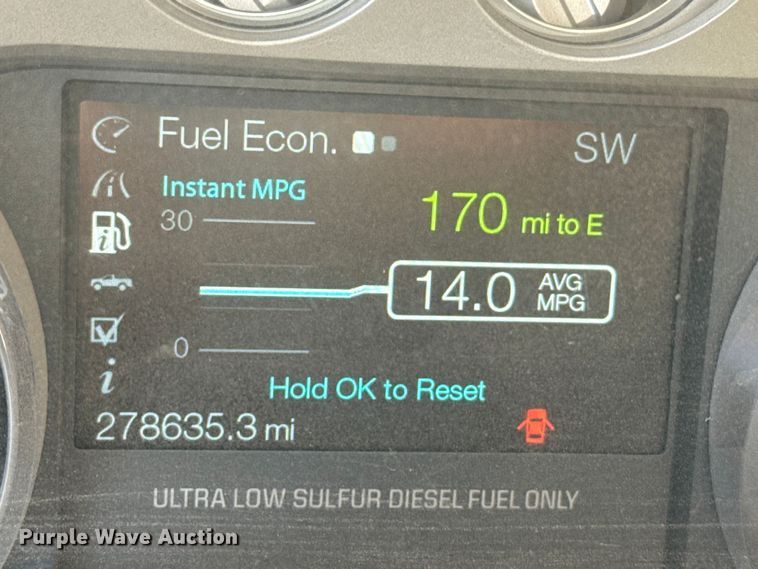 Fuel Econ.
SW
Instant MPG
30
170 mi to E
14.0 AVG MPG
0
Hold OK to Reset
278635.3 mi
ULTRA LOW SULFUR DIESEL FUEL ONLY
Purple Wave Auction